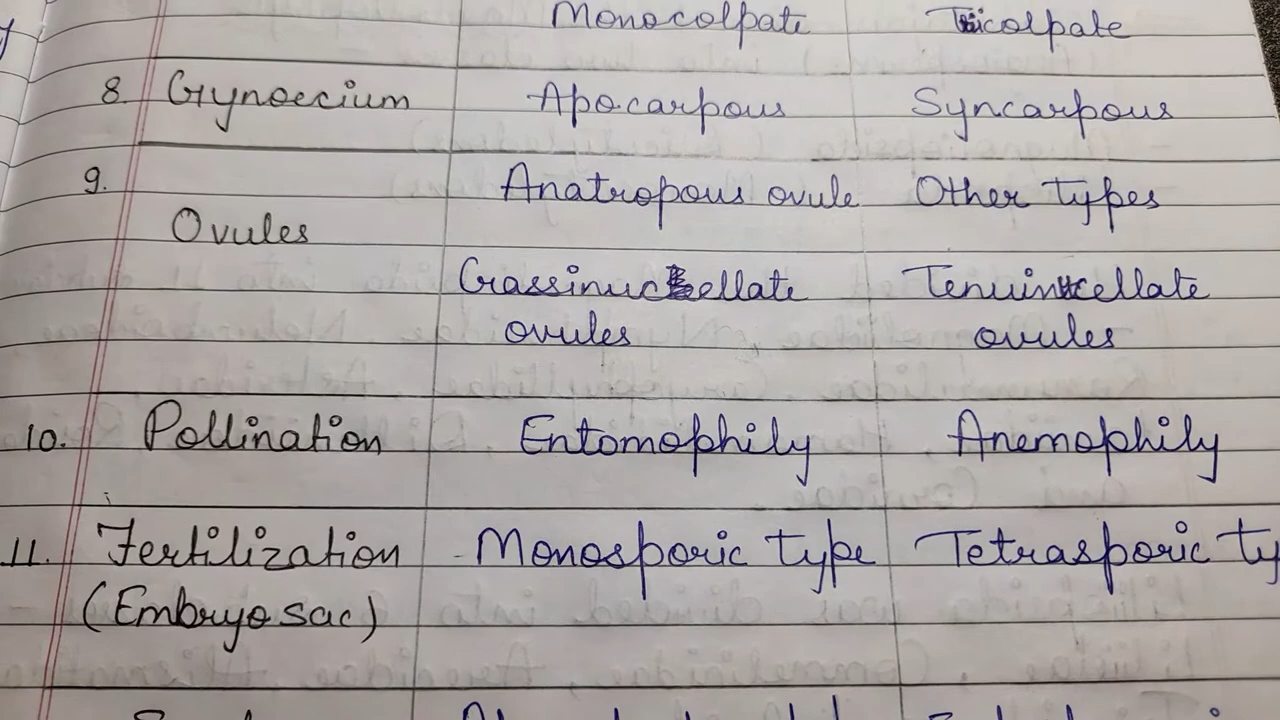 Monocolpate Tricolpate
8. Gynoecium Apocarpous Syncarpous
9. Anatropous ovule Other types
Ovules
Crassinucellate Tenuinucellate
ovules ovules
10. Pollination Entomophily Anemophily
11. Fertilization - Monosporic type Tetrasporic ty
(Embryo sac)